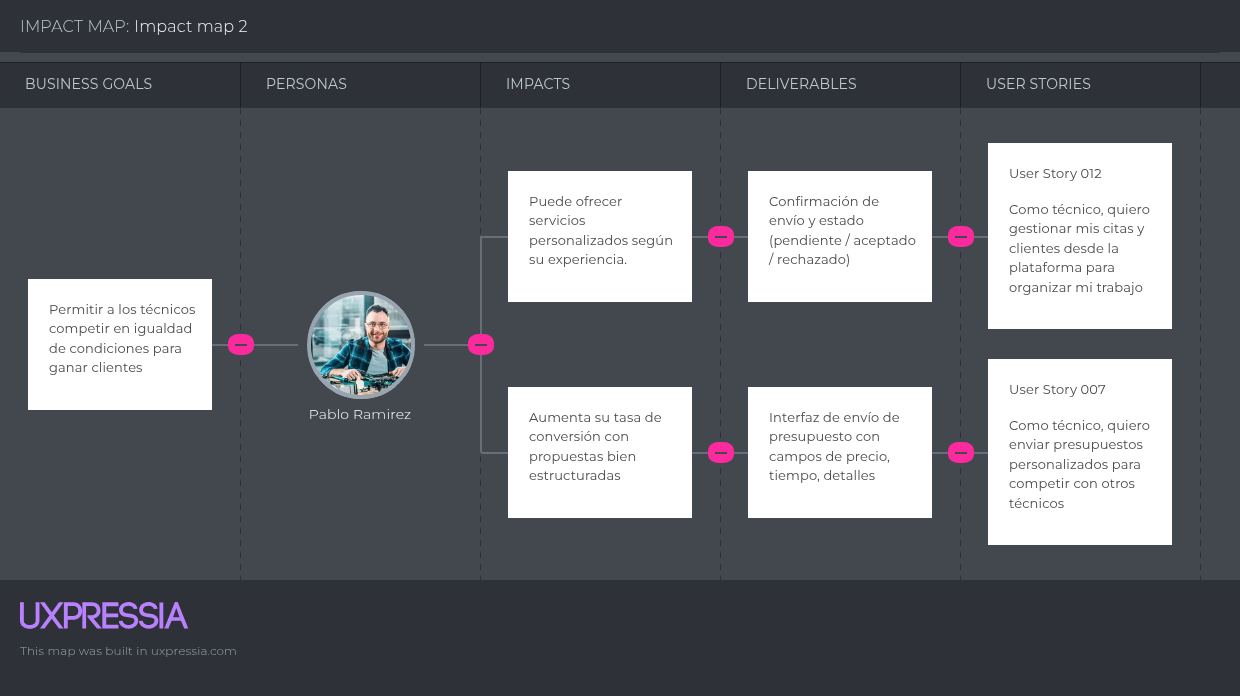 IMPACT MAP: Impact map 2
BUSINESS GOALS
PERSONAS
IMPACTS
DELIVERABLES
USER STORIES
Permitir a los técnicos
competir en igualdad
de condiciones para
ganar clientes
Pablo Ramirez
Puede ofrecer
servicios
personalizados según
su experiencia.
Confirmación de
envío y estado
(pendiente / aceptado
/ rechazado)
User Story 012
Como técnico, quiero
gestionar mis citas y
clientes desde la
plataforma para
organizar mi trabajo
Aumenta su tasa de
conversión con
propuestas bien
estructuradas
Interfaz de envío de
presupuesto con
campos de precio,
tiempo, detalles
User Story 007
Como técnico, quiero
enviar presupuestos
personalizados para
competir con otros
técnicos
UXPRESSIA
This map was built in uxpressia.com